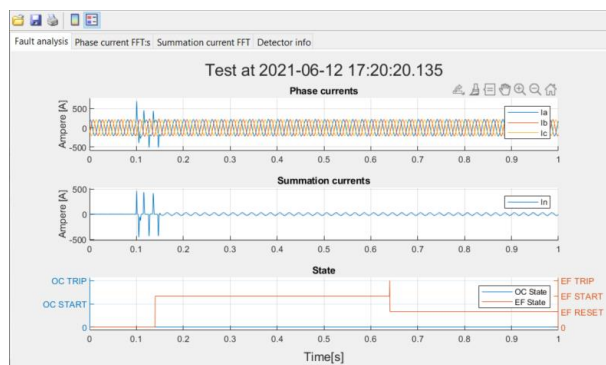 Fault analysis Phase current FFT:s Summation current FFT Detector info
Test at 2021-06-12 17:20:20.135
Phase currents
Ampere [A]
500
0
-500
Ia
Ib
Ic
0 0.1 0.2 0.3 0.4 0.5 0.6 0.7 0.8 0.9 1
Summation currents
Ampere [A]
500
0
-500
In
0 0.1 0.2 0.3 0.4 0.5 0.6 0.7 0.8 0.9 1
State
OC TRIP
OC START
0
OC State
EF State
EF TRIP
EF START
EF RESET
0
0 0.1 0.2 0.3 0.4 0.5 0.6 0.7 0.8 0.9 1
Time[s]